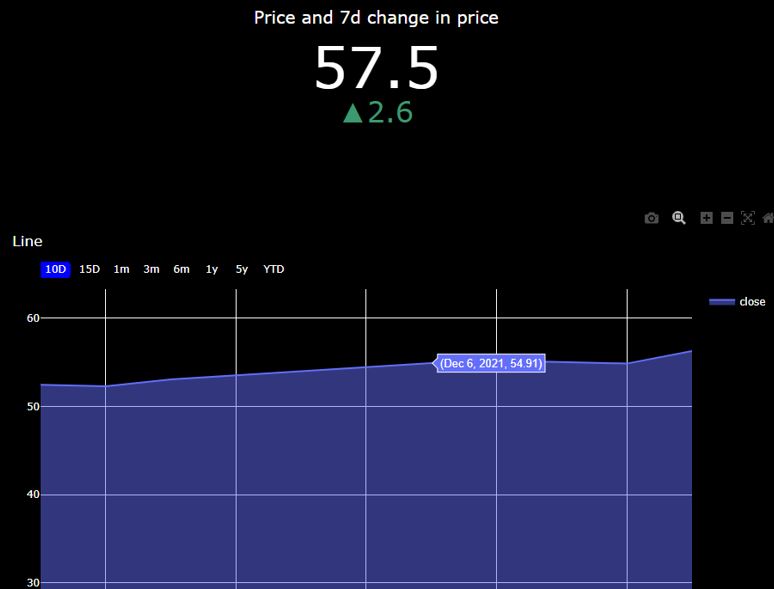 Price and 7d change in price
57.5
▲2.6
Line
10D 15D 1m 3m 6m 1y 5y YTD
60
close
(Dec 6, 2021, 54.91)
50
40
30